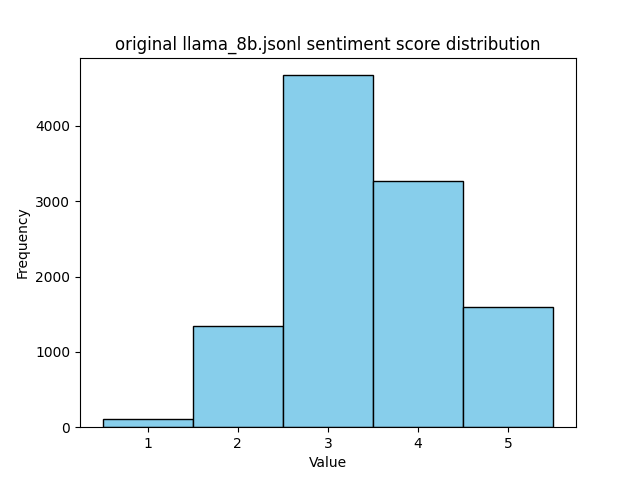 original llama_8b.jsonl sentiment score distribution
4000
3000
2000
1000
0
Frequency
1 2 3 4 5
Value